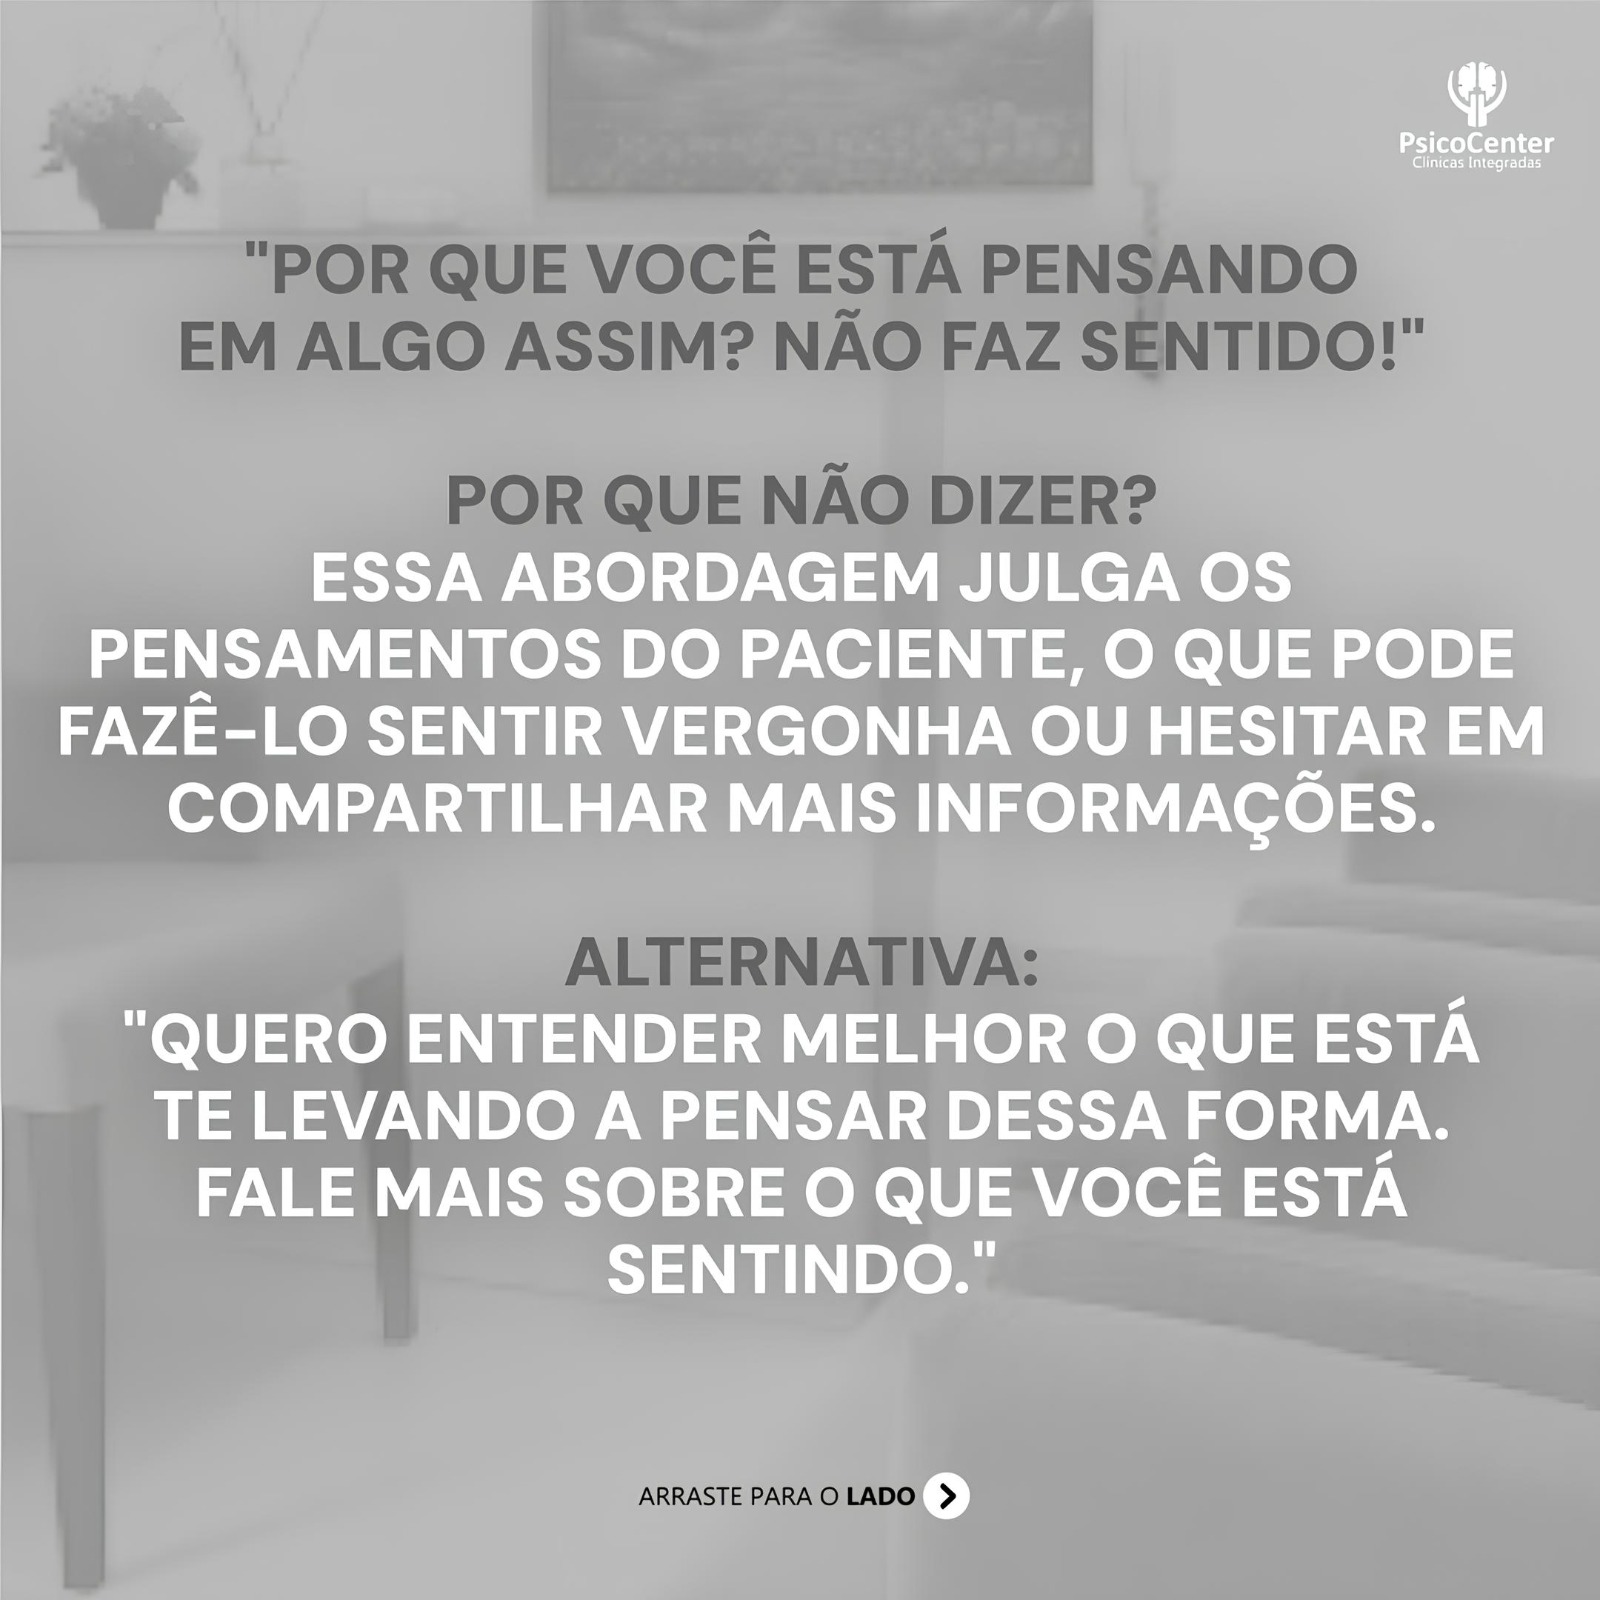 PsicoCenter
Clínicas Integradas
"POR QUE VOCÊ ESTÁ PENSANDO
EM ALGO ASSIM? NÃO FAZ SENTIDO!"
POR QUE NÃO DIZER?
ESSA ABORDAGEM JULGA OS
PENSAMENTOS DO PACIENTE, O QUE PODE
FAZÊ-LO SENTIR VERGONHA OU HESITAR EM
COMPARTILHAR MAIS INFORMAÇÕES.
ALTERNATIVA:
"QUERO ENTENDER MELHOR O QUE ESTÁ
TE LEVANDO A PENSAR DESSA FORMA.
FALE MAIS SOBRE O QUE VOCÊ ESTÁ
SENTINDO."
ARRASTE PARA O LADO